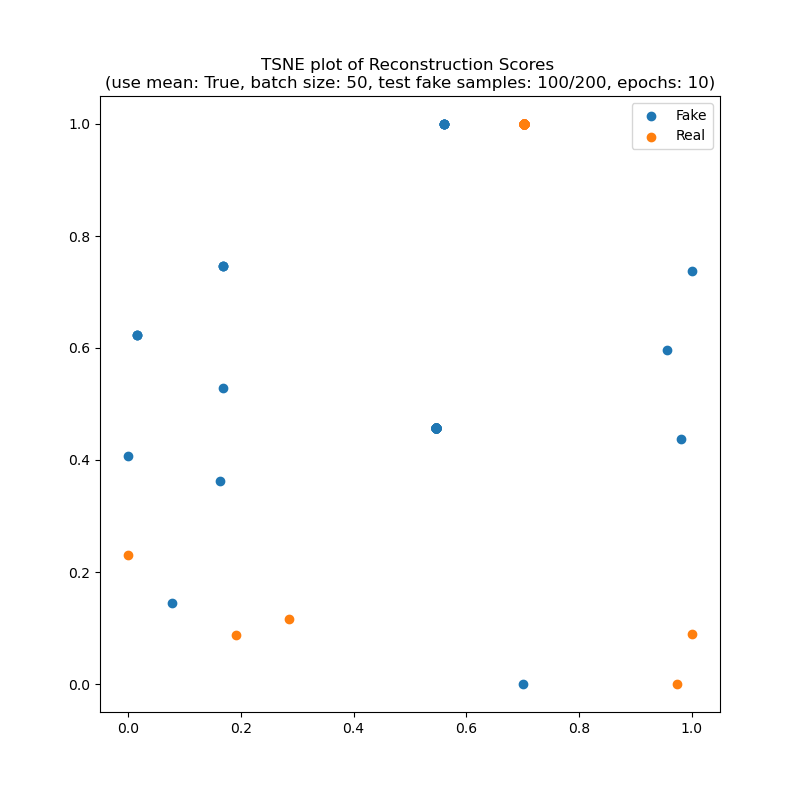 TSNE plot of Reconstruction Scores
(use mean: True, batch size: 50, test fake samples: 100/200, epochs: 10)
Fake
Real
1.0
0.8
0.6
0.4
0.2
0.0
0.0 0.2 0.4 0.6 0.8 1.0